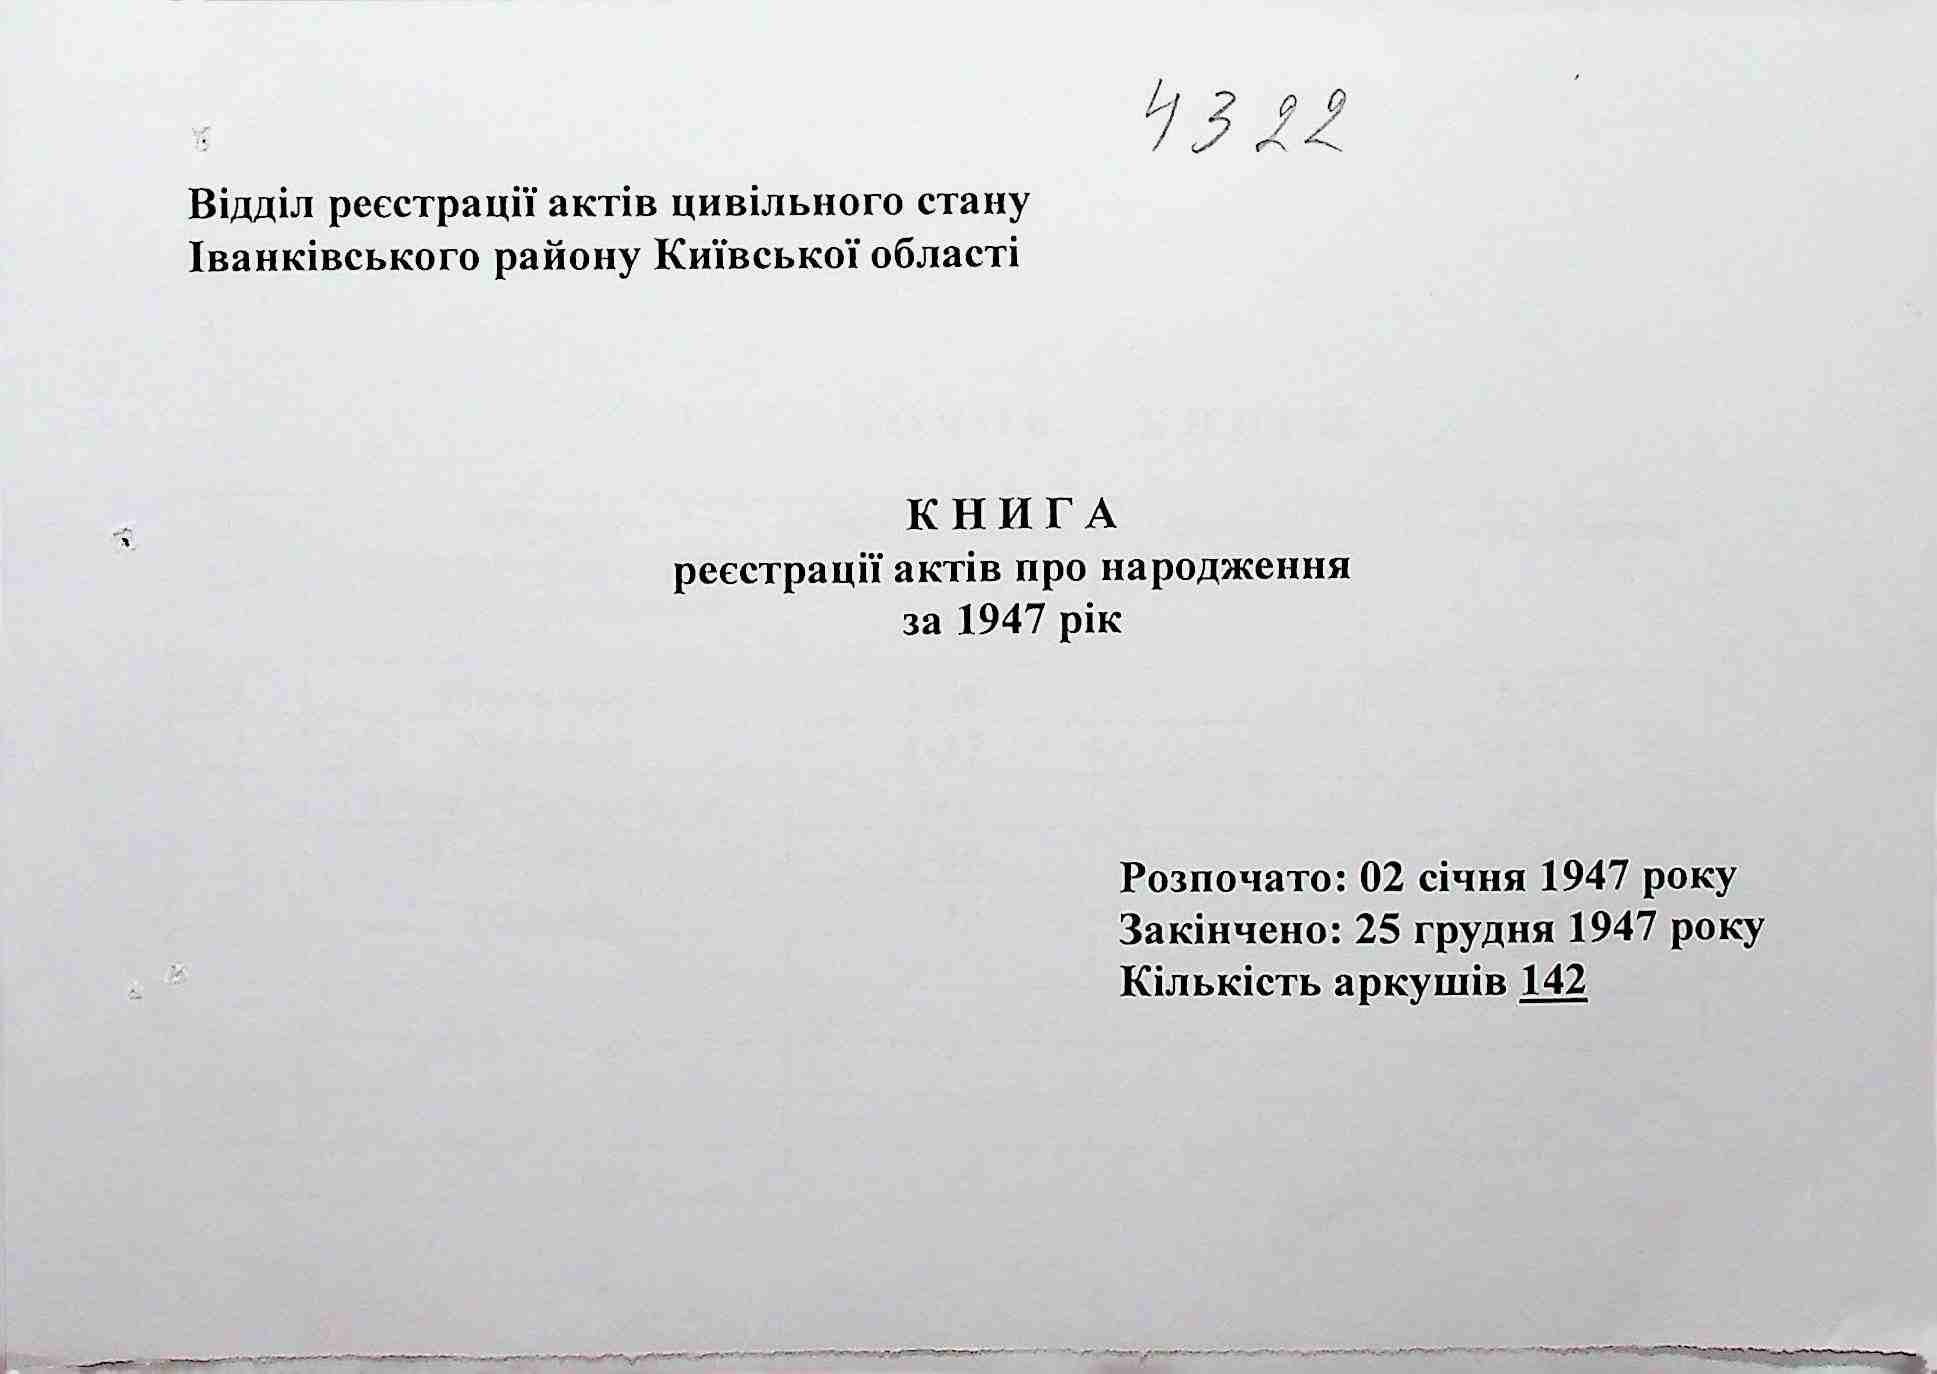 4322
Відділ реєстрації актів цивільного стану
Іванківського району Київської області
К Н И Г А
реєстрації актів про народження
за 1947 рік
Розпочато: 02 січня 1947 року
Закінчено: 25 грудня 1947 року
Кількість аркушів 142